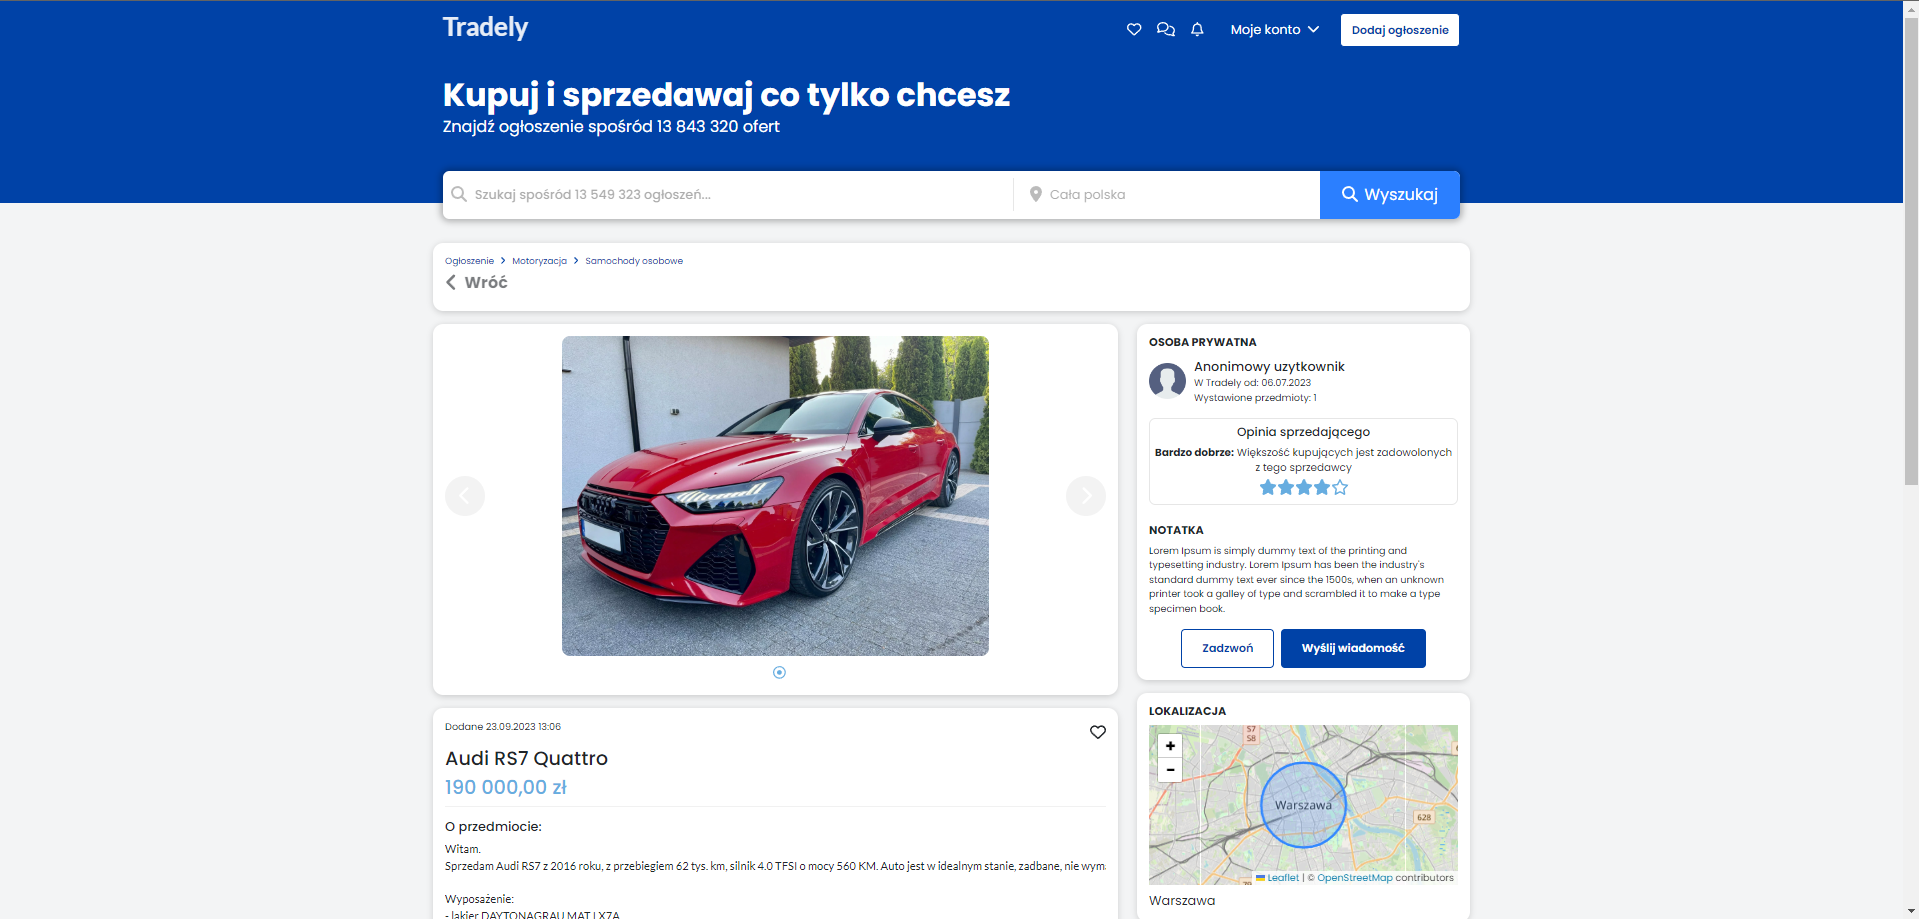 Tradely
Moje konto
Dodaj ogłoszenie
Kupuj i sprzedawaj co tylko chcesz
Znajdź ogłoszenie spośród 13 843 320 ofert
Szukaj spośród 13 549 323 ogłoszeń...
Cała polska
Wyszukaj
Ogłoszenie > Motoryzacja > Samochody osobowe
Wróć
OSOBA PRYWATNA
Anonimowy uzytkownik
W Tradely od: 06.07.2023
Wystawione przedmioty: 1
Opinia sprzedającego
Bardzo dobrze: Większość kupujących jest zadowolonych
z tego sprzedawcy
NOTATKA
Lorem Ipsum is simply dummy text of the printing and
typesetting industry. Lorem Ipsum has been the industry's
standard dummy text ever since the 1500s, when an unknown
printer took a galley of type and scrambled it to make a type
specimen book.
Zadzwoń
Wyślij wiadomość
Dodane 23.09.2023 13:06
Audi RS7 Quattro
190 000,00 zł
O przedmiocie:
Witam.
Sprzedam Audi RS7 z 2016 roku, z przebiegiem 62 tys. km, silnik 4.0 TFSI o mocy 560 KM. Auto jest w idealnym stanie, zadbane, nie wym
Wyposażenie:
- lakier DAYTONAGRAU MAT LX7A
LOKALIZACJA
+
-
S7
S8
Warszawa
628
79
Leaflet | © OpenStreetMap contributors
Warszawa